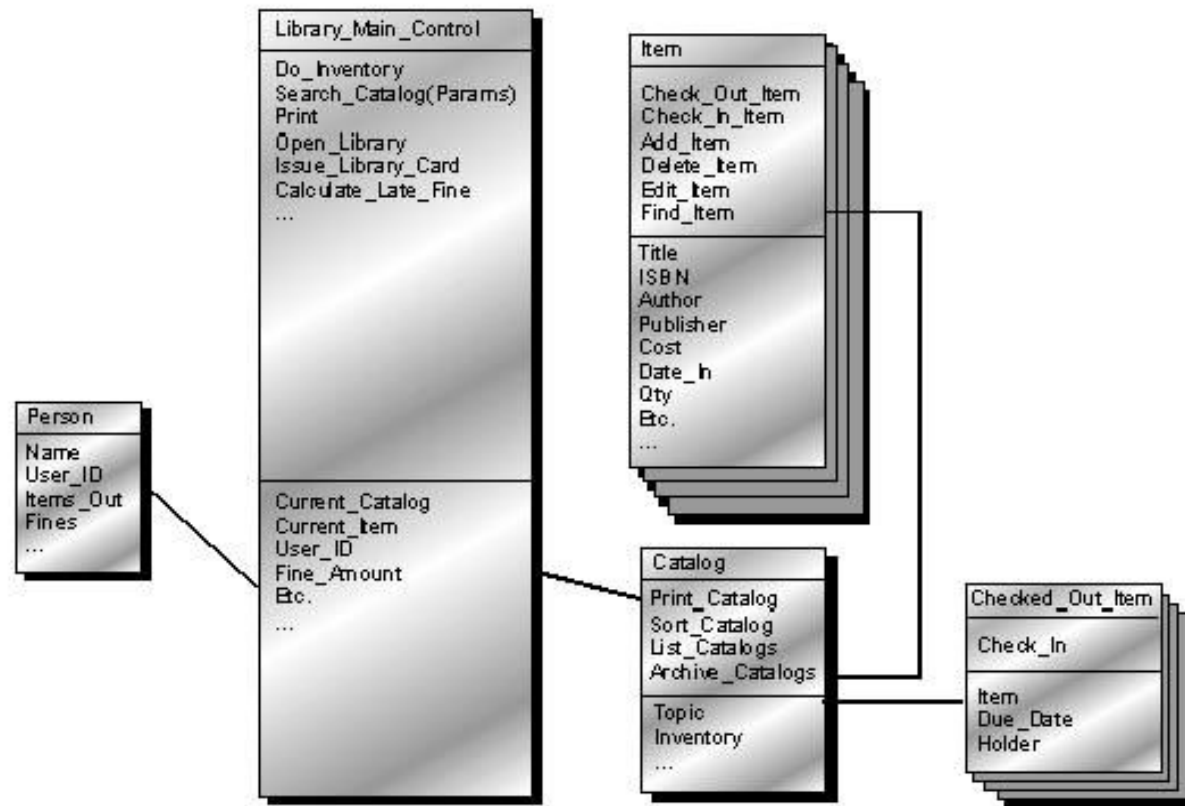 Library_Main_Control
Do_Inventory
Search_Catalog(Params)
Print
Open_Library
Issue_Library_Card
Calculate_Late_Fine
...
Current_Catalog
Current_Item
User_ID
Fine_Amount
Etc.
...
Item
Check_Out_Item
Check_In_Item
Add_Item
Delete_Item
Edit_Item
Find_Item
Title
ISBN
Author
Publisher
Cost
Date_In
Qty
Etc.
...
Person
Name
User_ID
Items_Out
Fines
...
Catalog
Print_Catalog
Sort_Catalog
List_Catalogs
Archive_Catalogs
Topic
Inventory
...
Checked_Out_Item
Check_In
Item
Due_Date
Holder